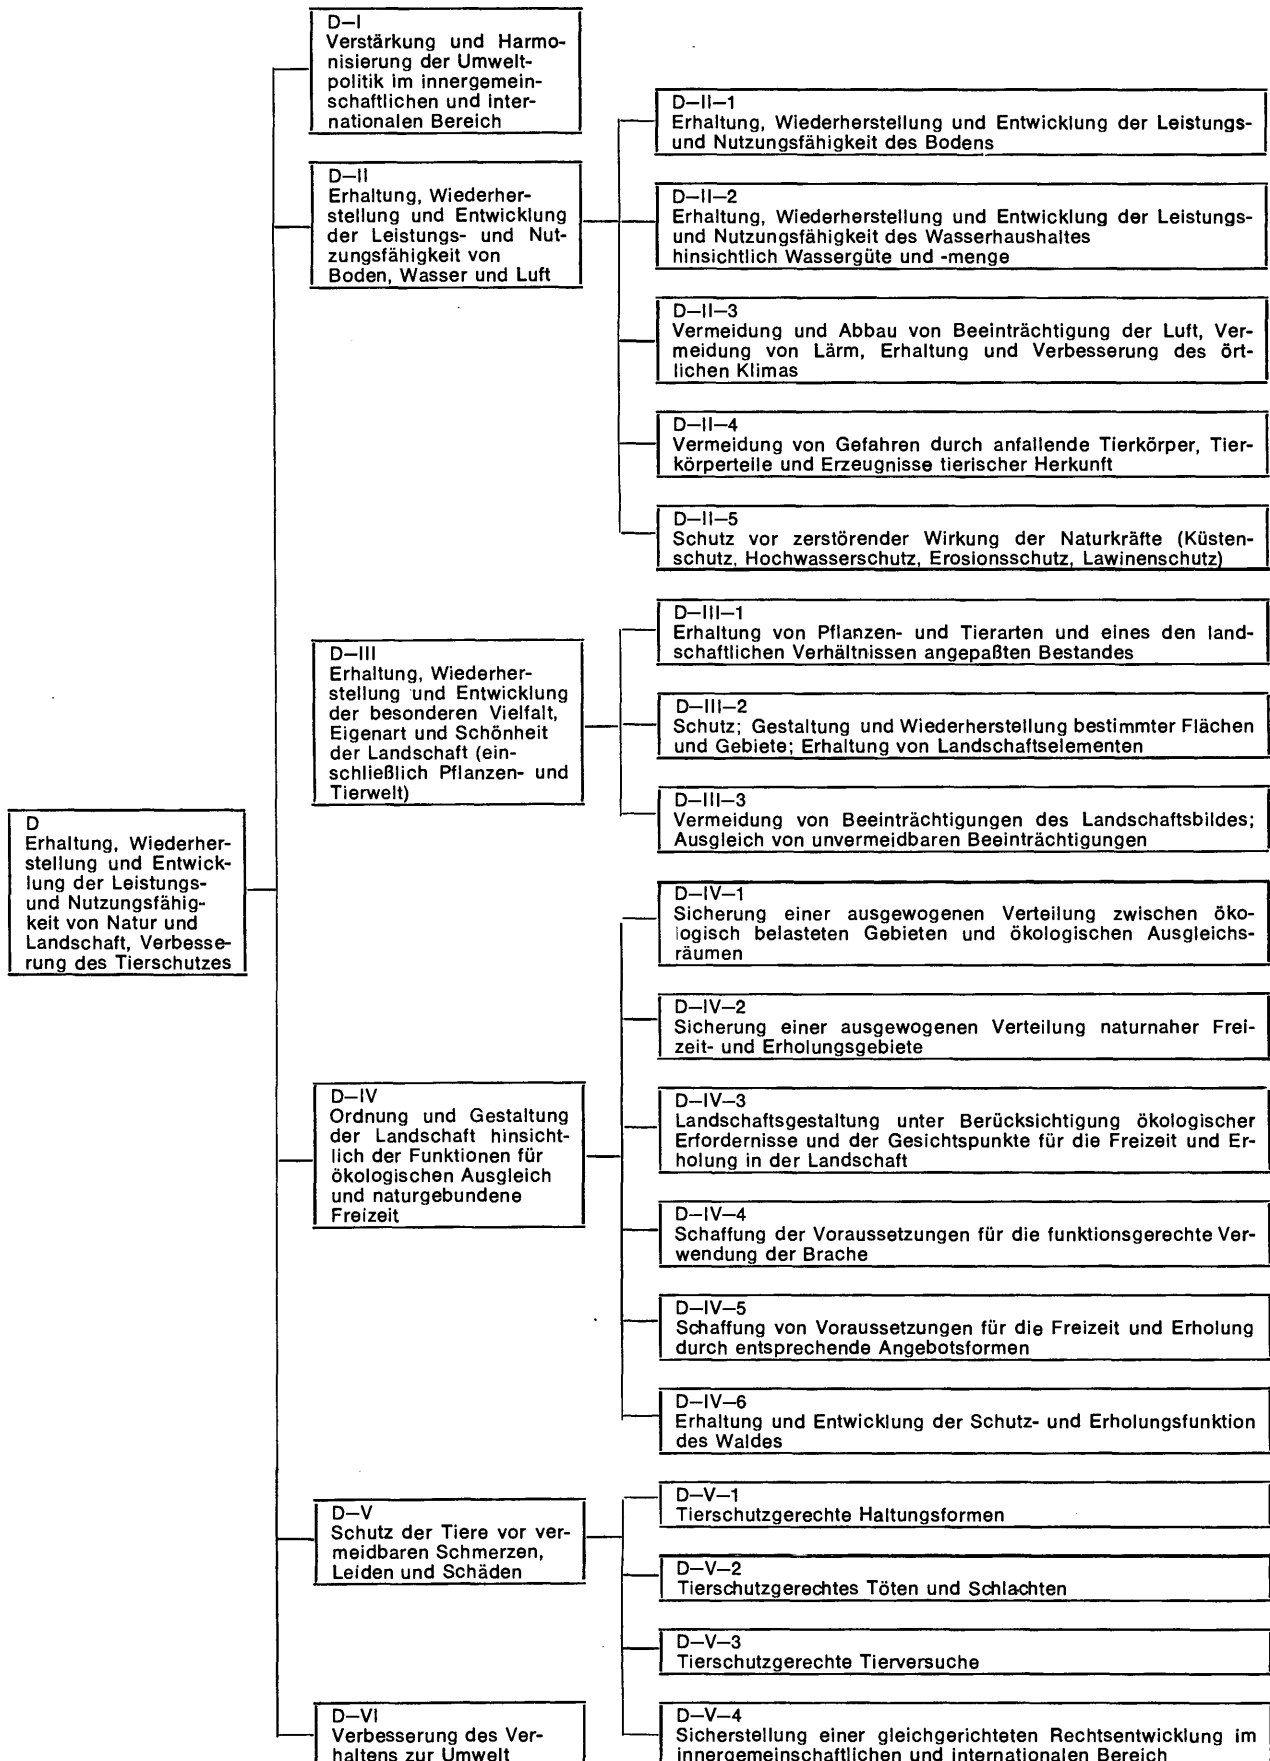 D
Erhaltung, Wiederher-
stellung und Entwick-
lung der Leistungs-
und Nutzungsfähig-
keit von Natur und
Landschaft, Verbesse-
rung des Tierschutzes
D–I
Verstärkung und Harmo-
nisierung der Umwelt-
politik im innergemein-
schaftlichen und inter-
nationalen Bereich
D–II
Erhaltung, Wiederher-
stellung und Entwicklung
der Leistungs- und Nut-
zungsfähigkeit von
Boden, Wasser und Luft
D–II–1
Erhaltung, Wiederherstellung und Entwicklung der Leistungs-
und Nutzungsfähigkeit des Bodens
D–II–2
Erhaltung, Wiederherstellung und Entwicklung der Leistungs-
und Nutzungsfähigkeit des Wasserhaushaltes
hinsichtlich Wassergüte und -menge
D–II–3
Vermeidung und Abbau von Beeinträchtigung der Luft, Ver-
meidung von Lärm, Erhaltung und Verbesserung des ört-
lichen Klimas
D–II–4
Vermeidung von Gefahren durch anfallende Tierkörper, Tier-
körperteile und Erzeugnisse tierischer Herkunft
D–II–5
Schutz vor zerstörender Wirkung der Naturkräfte (Küsten-
schutz, Hochwasserschutz, Erosionsschutz, Lawinenschutz)
D–III
Erhaltung, Wiederher-
stellung und Entwicklung
der besonderen Vielfalt,
Eigenart und Schönheit
der Landschaft (ein-
schließlich Pflanzen- und
Tierwelt)
D–III–1
Erhaltung von Pflanzen- und Tierarten und eines den land-
schaftlichen Verhältnissen angepaßten Bestandes
D–III–2
Schutz; Gestaltung und Wiederherstellung bestimmter Flächen
und Gebiete; Erhaltung von Landschaftselementen
D–III–3
Vermeidung von Beeinträchtigungen des Landschaftsbildes;
Ausgleich von unvermeidbaren Beeinträchtigungen
D–IV
Ordnung und Gestaltung
der Landschaft hinsicht-
lich der Funktionen für
ökologischen Ausgleich
und naturgebundene
Freizeit
D–IV–1
Sicherung einer ausgewogenen Verteilung zwischen öko-
logisch belasteten Gebieten und ökologischen Ausgleichs-
räumen
D–IV–2
Sicherung einer ausgewogenen Verteilung naturnaher Frei-
zeit- und Erholungsgebiete
D–IV–3
Landschaftsgestaltung unter Berücksichtigung ökologischer
Erfordernisse und der Gesichtspunkte für die Freizeit und Er-
holung in der Landschaft
D–IV–4
Schaffung der Voraussetzungen für die funktionsgerechte Ver-
wendung der Brache
D–IV–5
Schaffung von Voraussetzungen für die Freizeit und Erholung
durch entsprechende Angebotsformen
D–IV–6
Erhaltung und Entwicklung der Schutz- und Erholungsfunktion
des Waldes
D–V
Schutz der Tiere vor ver-
meidbaren Schmerzen,
Leiden und Schäden
D–V–1
Tierschutzgerechte Haltungsformen
D–V–2
Tierschutzgerechtes Töten und Schlachten
D–V–3
Tierschutzgerechte Tierversuche
D–V–4
Sicherstellung einer gleichgerichteten Rechtsentwicklung im
innergemeinschaftlichen und internationalen Bereich
D–VI
Verbesserung des Ver-
haltens zur Umwelt